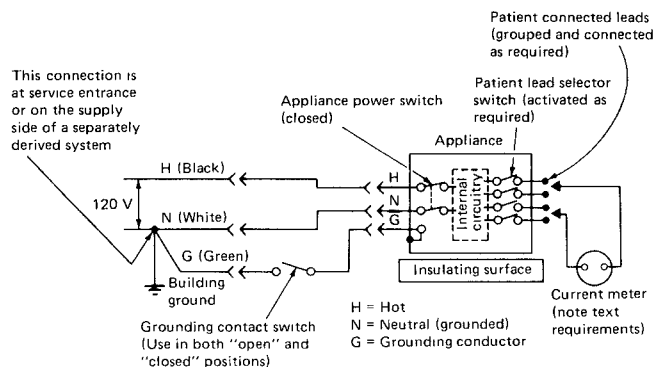 Patient connected leads
(grouped and connected
as required)
This connection is
at service entrance
or on the supply
side of a separately
derived system
Appliance power switch
(closed)
Patient lead selector
switch (activated as
required)
Appliance
H (Black)
H
120 V
N (White)
N
G
Internal
circuitry
G (Green)
Building
ground
Insulating surface
Current meter
(note text
requirements)
Grounding contact switch
(Use in both "open" and
"closed" positions)
H = Hot
N = Neutral (grounded)
G = Grounding conductor